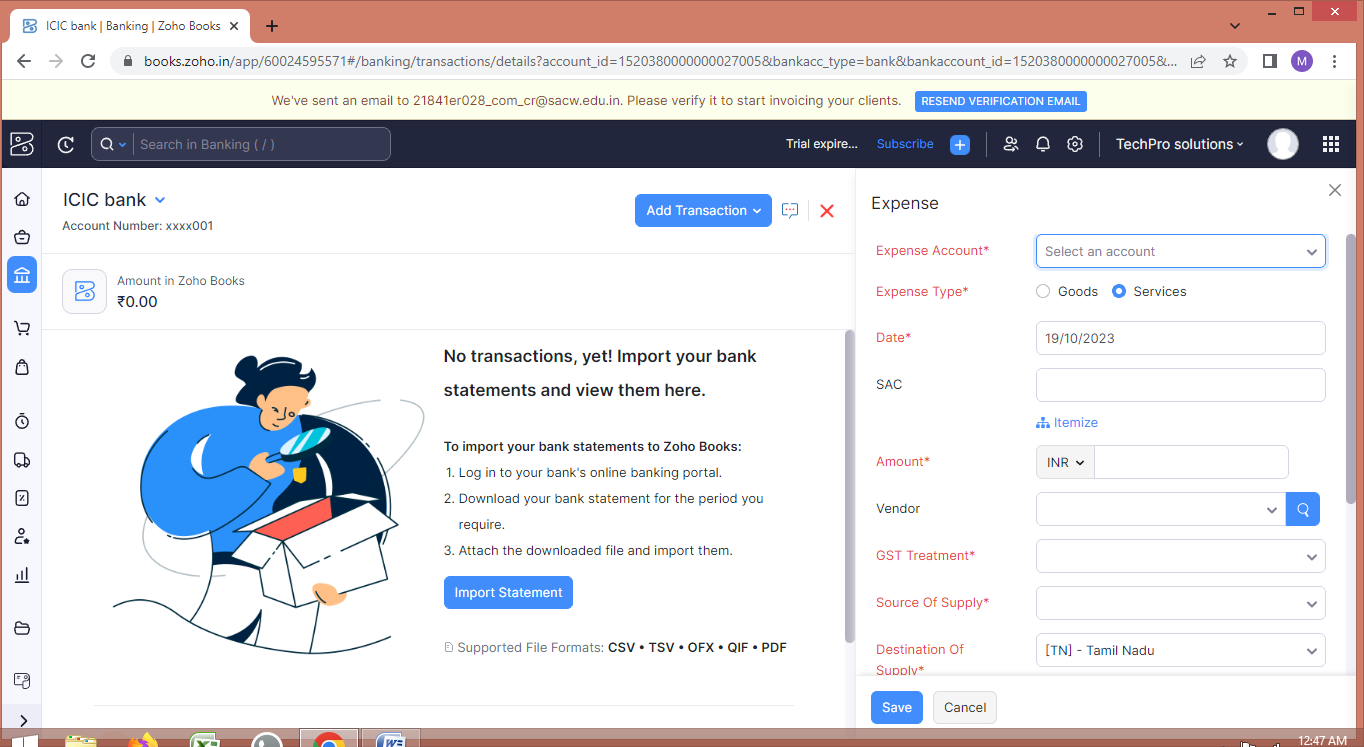 ICIC bank | Banking | Zoho Books
books.zoho.in/app/60024595571#/banking/transactions/details?account_id=1520380000000027005&bankacc_type=bank&bankaccount_id=1520380000000027005&...
M
We've sent an email to 21841er028_com_cr@sacw.edu.in. Please verify it to start invoicing your clients.
RESEND VERIFICATION EMAIL
Search in Banking ( / )
Trial expire...
Subscribe
TechPro solutions
ICIC bank
Account Number: xxxx001
Add Transaction
Amount in Zoho Books
₹0.00
No transactions, yet! Import your bank
statements and view them here.
To import your bank statements to Zoho Books:
1. Log in to your bank's online banking portal.
2. Download your bank statement for the period you
require.
3. Attach the downloaded file and import them.
Import Statement
Supported File Formats: CSV • TSV • OFX • QIF • PDF
Expense
Expense Account*
Select an account
Expense Type*
Goods
Services
Date*
19/10/2023
SAC
Itemize
Amount*
INR
Vendor
GST Treatment*
Source Of Supply*
Destination Of
Supply*
[TN] - Tamil Nadu
Save
Cancel
12:47 AM